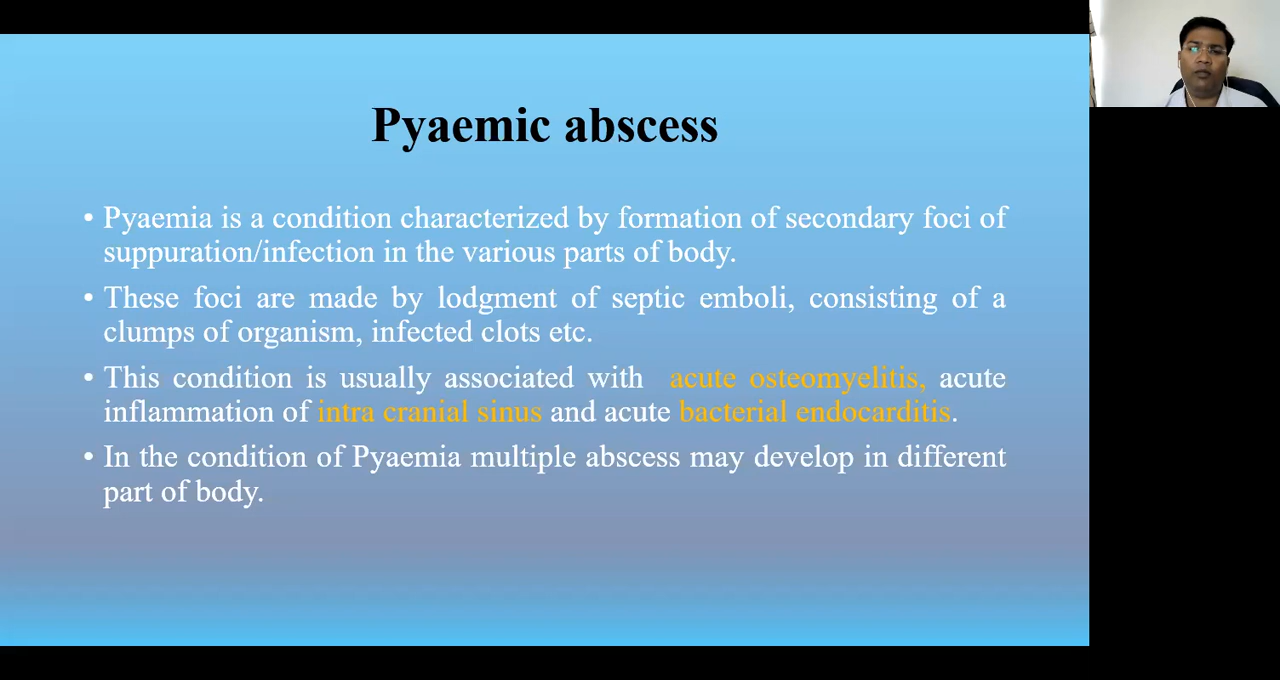 Pyaemic abscess
• Pyaemia is a condition characterized by formation of secondary foci of
suppuration/infection in the various parts of body.
• These foci are made by lodgment of septic emboli, consisting of a
clumps of organism, infected clots etc.
• This condition is usually associated with acute osteomyelitis, acute
inflammation of intra cranial sinus and acute bacterial endocarditis.
• In the condition of Pyaemia multiple abscess may develop in different
part of body.